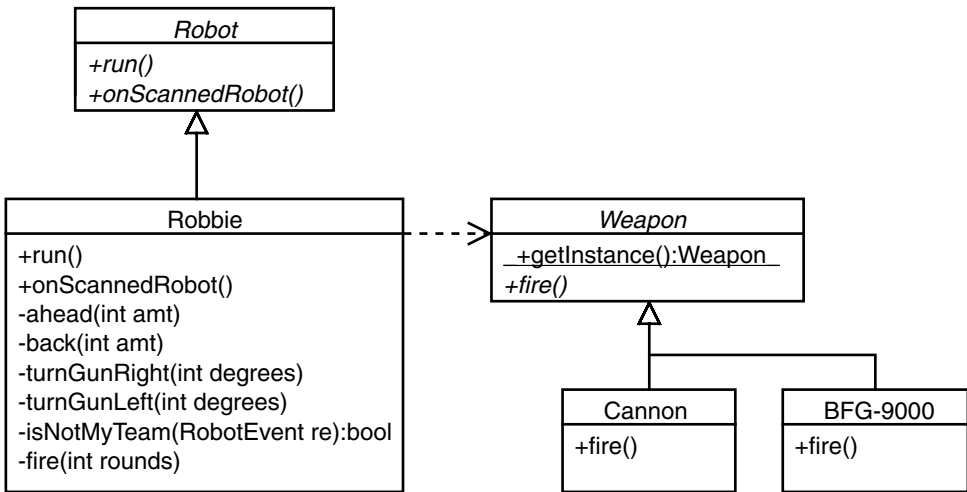 Robot
+run()
+onScannedRobot()
Robbie
+run()
+onScannedRobot()
-ahead(int amt)
-back(int amt)
-turnGunRight(int degrees)
-turnGunLeft(int degrees)
-isNotMyTeam(RobotEvent re):bool
-fire(int rounds)
Weapon
+getInstance():Weapon
+fire()
Cannon
+fire()
BFG-9000
+fire()